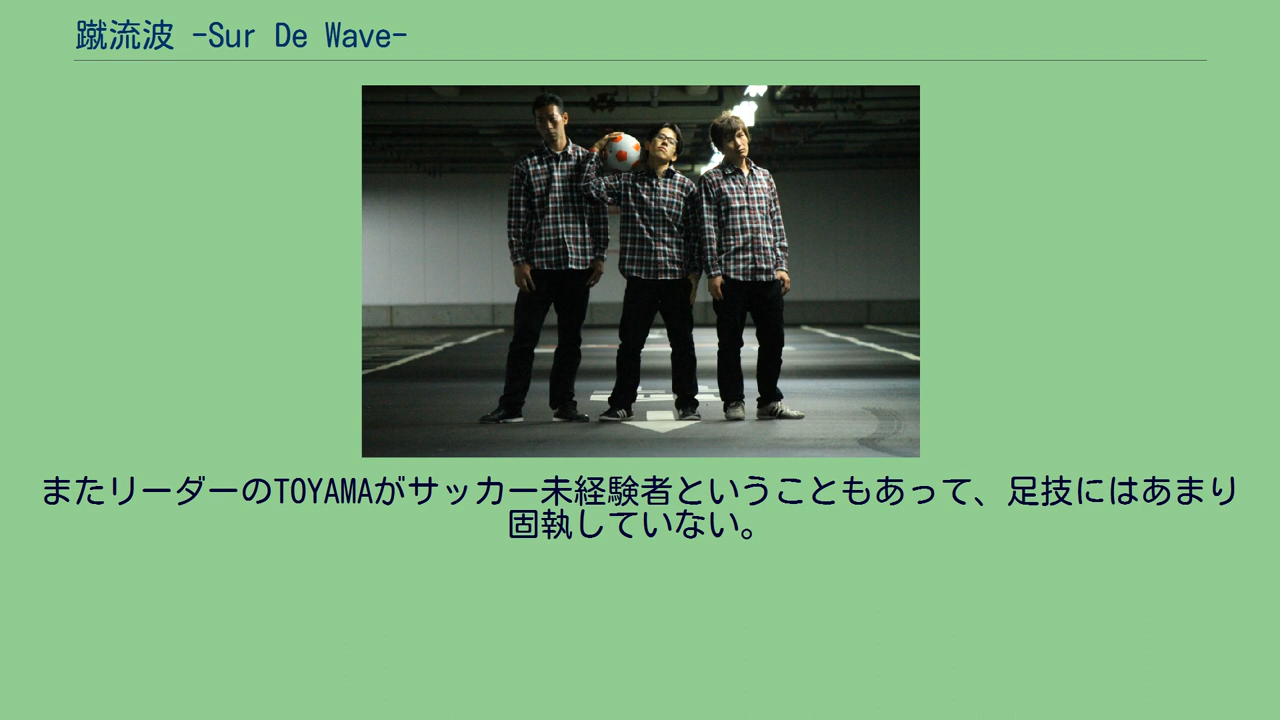 蹴流波 -Sur De Wave-
またリーダーのTOYAMAがサッカー未経験者ということもあって、足技にはあまり
固執していない。